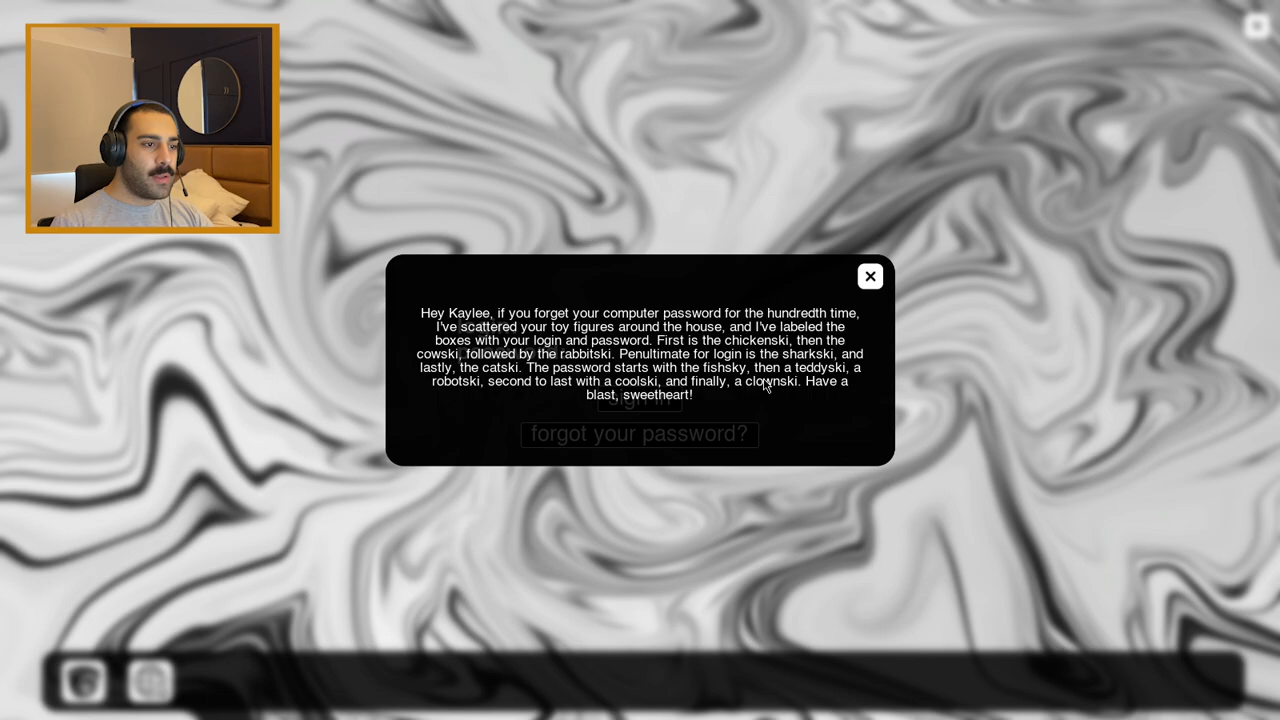 Hey Kaylee, if you forget your computer password for the hundredth time,
I've scattered your toy figures around the house, and I've labeled the
boxes with your login and password. First is the chickenski, then the
cowski, followed by the rabbitski. Penultimate for login is the sharkski, and
lastly, the catski. The password starts with the fishsky, then a teddyski, a
robotski, second to last with a coolski, and finally, a clownski. Have a
blast, sweetheart!
sign in
forgot your password?